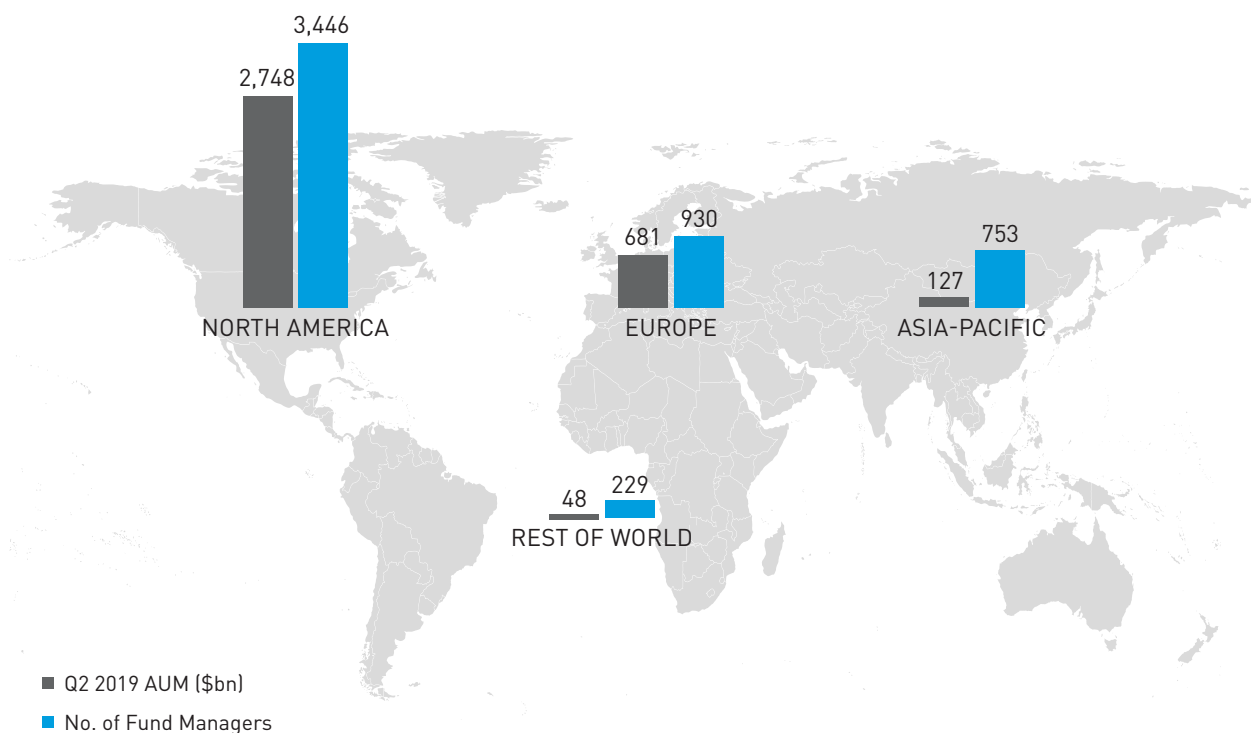 3,446
2,748
NORTH AMERICA
930
681
EUROPE
753
127
ASIA-PACIFIC
229
48
REST OF WORLD
Q2 2019 AUM ($bn)
No. of Fund Managers